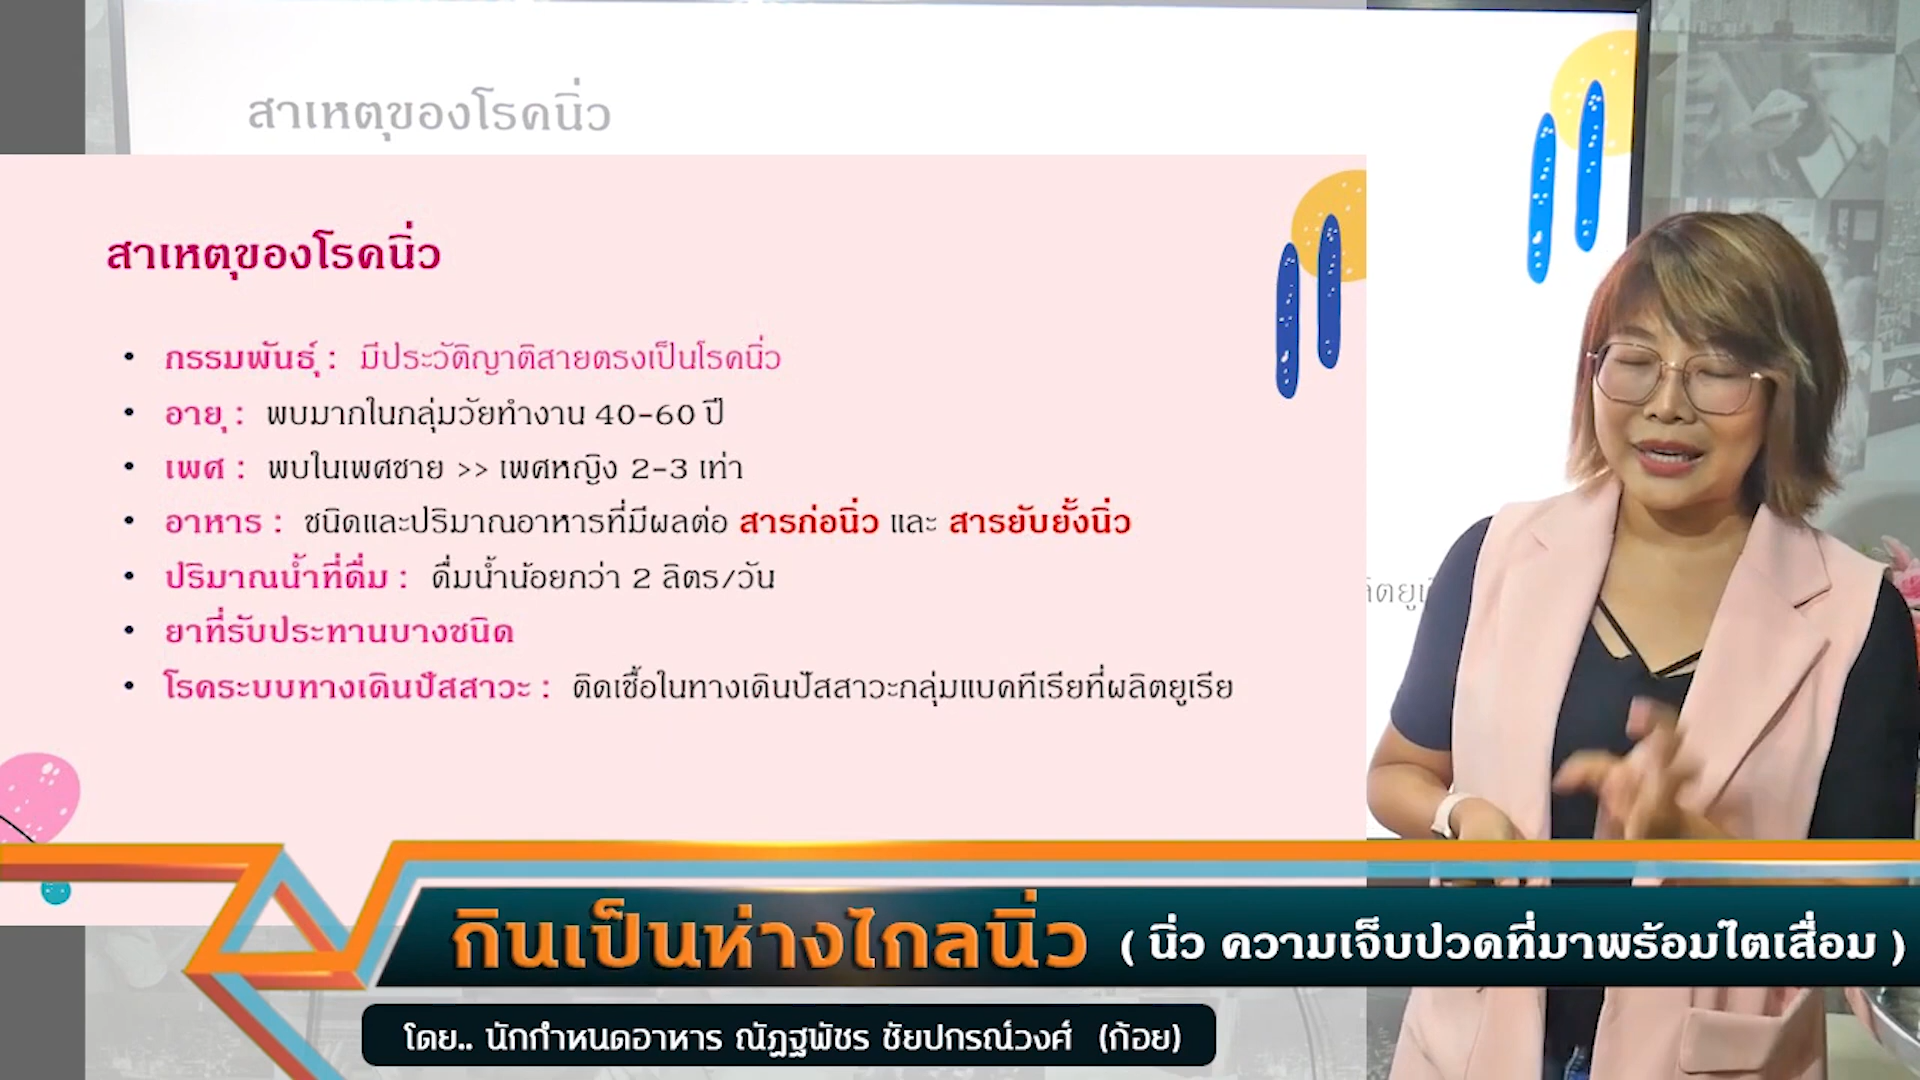 สาเหตุของโรคนิ่ว
สาเหตุของโรคนิ่ว
• กรรมพันธุ์ : มีประวัติญาติสายตรงเป็นโรคนิ่ว
• อายุ : พบมากในกลุ่มวัยทำงาน 40-60 ปี
• เพศ : พบในเพศชาย >> เพศหญิง 2-3 เท่า
• อาหาร : ชนิดและปริมาณอาหารที่มีผลต่อ สารก่อนิ่ว และ สารยับยั้งนิ่ว
• ปริมาณน้ำที่ดื่ม : ดื่มน้ำน้อยกว่า 2 ลิตร/วัน
• ยาที่รับประทานบางชนิด
• โรคระบบทางเดินปัสสาวะ : ติดเชื้อในทางเดินปัสสาวะกลุ่มแบคทีเรียที่ผลิตยูเรีย
กินเป็นห่างไกลนิ่ว ( นิ่ว ความเจ็บปวดที่มาพร้อมไตเสื่อม )
โดย.. นักกำหนดอาหาร ณัฏฐพัชร ชัยปกรณ์วงศ์ (ก้อย)